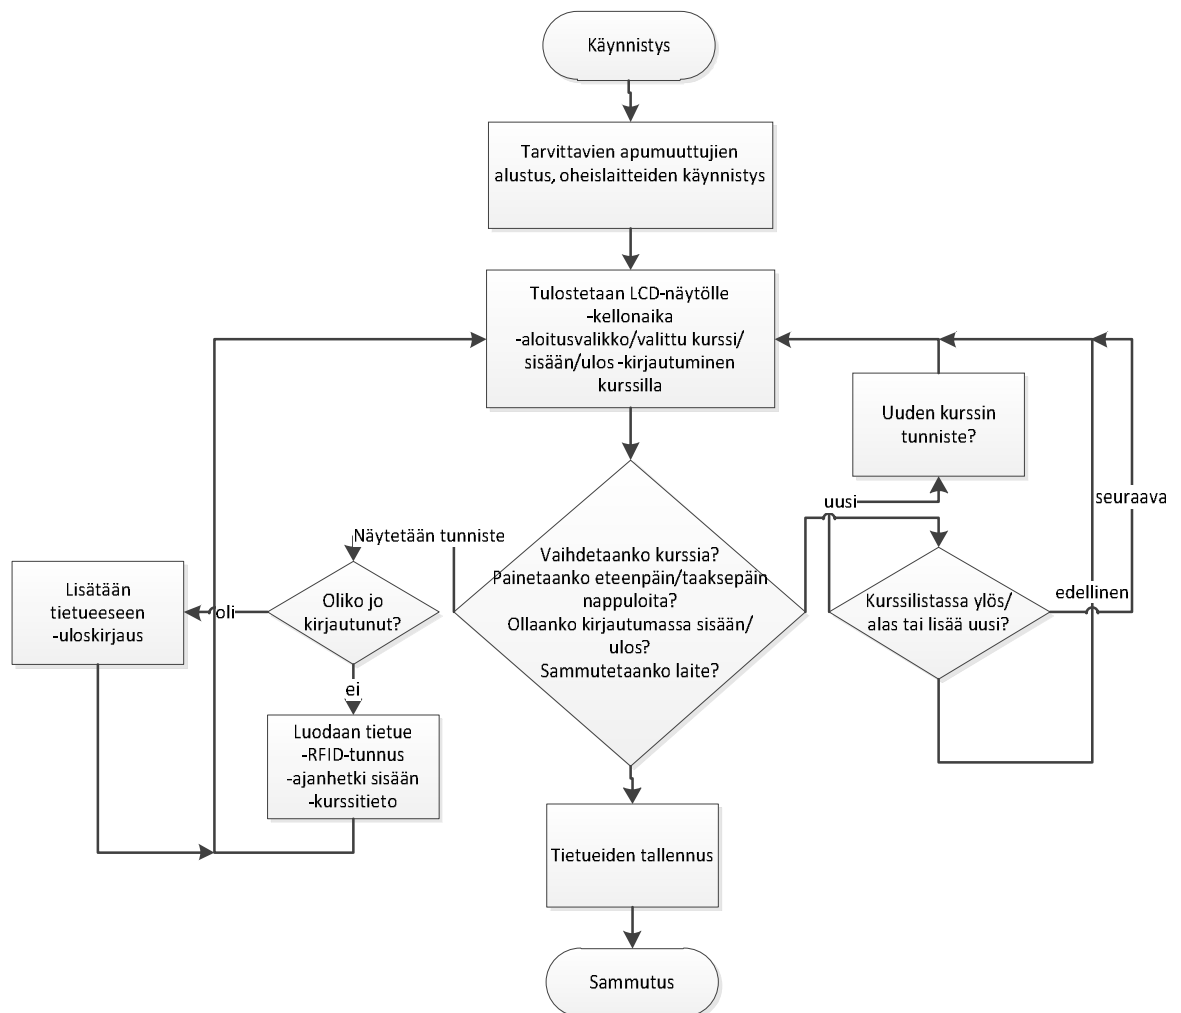 Käynnistys
Tarvittavien apumuuttujien
alustus, oheislaitteiden käynnistys
Tulostetaan LCD-näytölle
-kellonaika
-aloitusvalikko/valittu kurssi/
sisään/ulos -kirjautuminen
kurssilla
Uuden kurssin
tunniste?
uusi
seuraava
Näytetään tunniste
Vaihdetaanko kurssia?
Painetaanko eteenpäin/taaksepäin
nappuloita?
Ollaanko kirjautumassa sisään/
ulos?
Sammutetaanko laite?
Kurssilistassa ylös/
alas tai lisää uusi?
edellinen
Lisätään
tietueeseen
-uloskirjaus
oli
Oliko jo
kirjautunut?
ei
Luodaan tietue
-RFID-tunnus
-ajanhetki sisään
-kurssitieto
Tietueiden tallennus
Sammutus